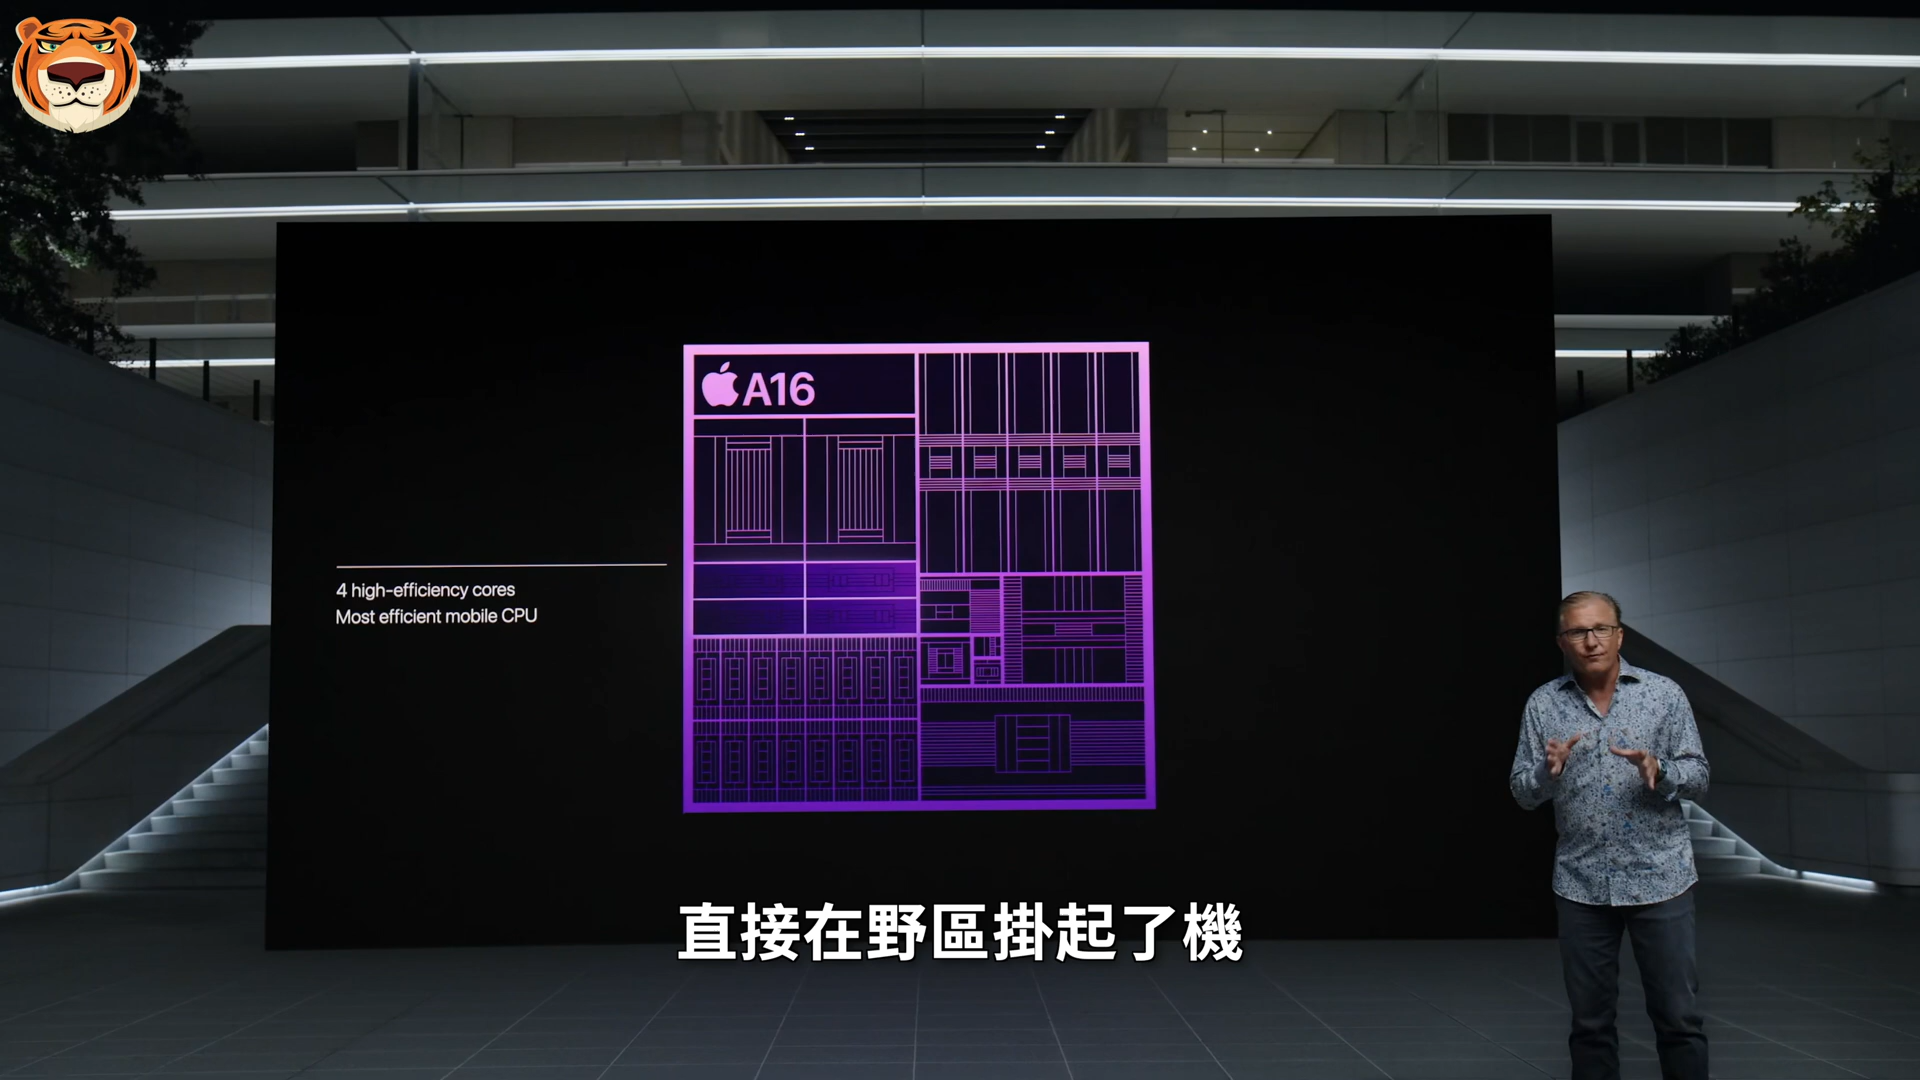 A16
4 high-efficiency cores
Most efficient mobile CPU
直接在野區掛起了機